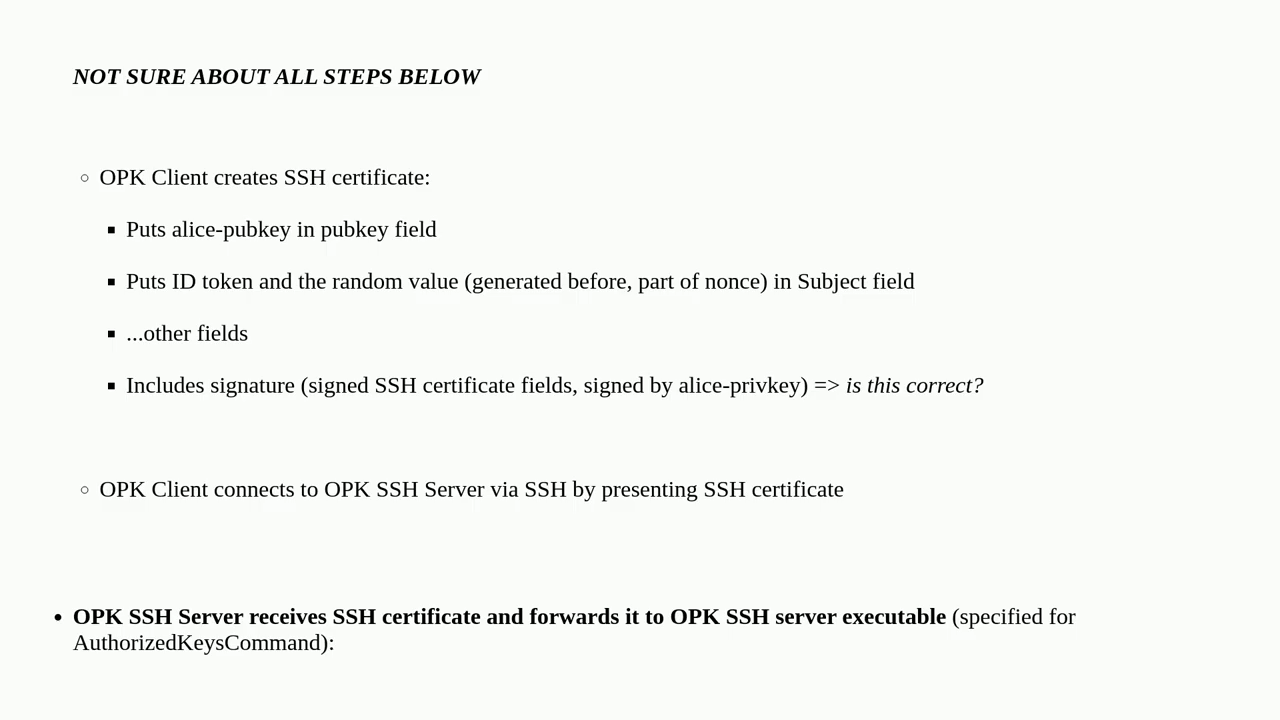 NOT SURE ABOUT ALL STEPS BELOW
OPK Client creates SSH certificate:
Puts alice-pubkey in pubkey field
Puts ID token and the random value (generated before, part of nonce) in Subject field
...other fields
Includes signature (signed SSH certificate fields, signed by alice-privkey) => is this correct?
OPK Client connects to OPK SSH Server via SSH by presenting SSH certificate
OPK SSH Server receives SSH certificate and forwards it to OPK SSH server executable (specified for
AuthorizedKeysCommand):